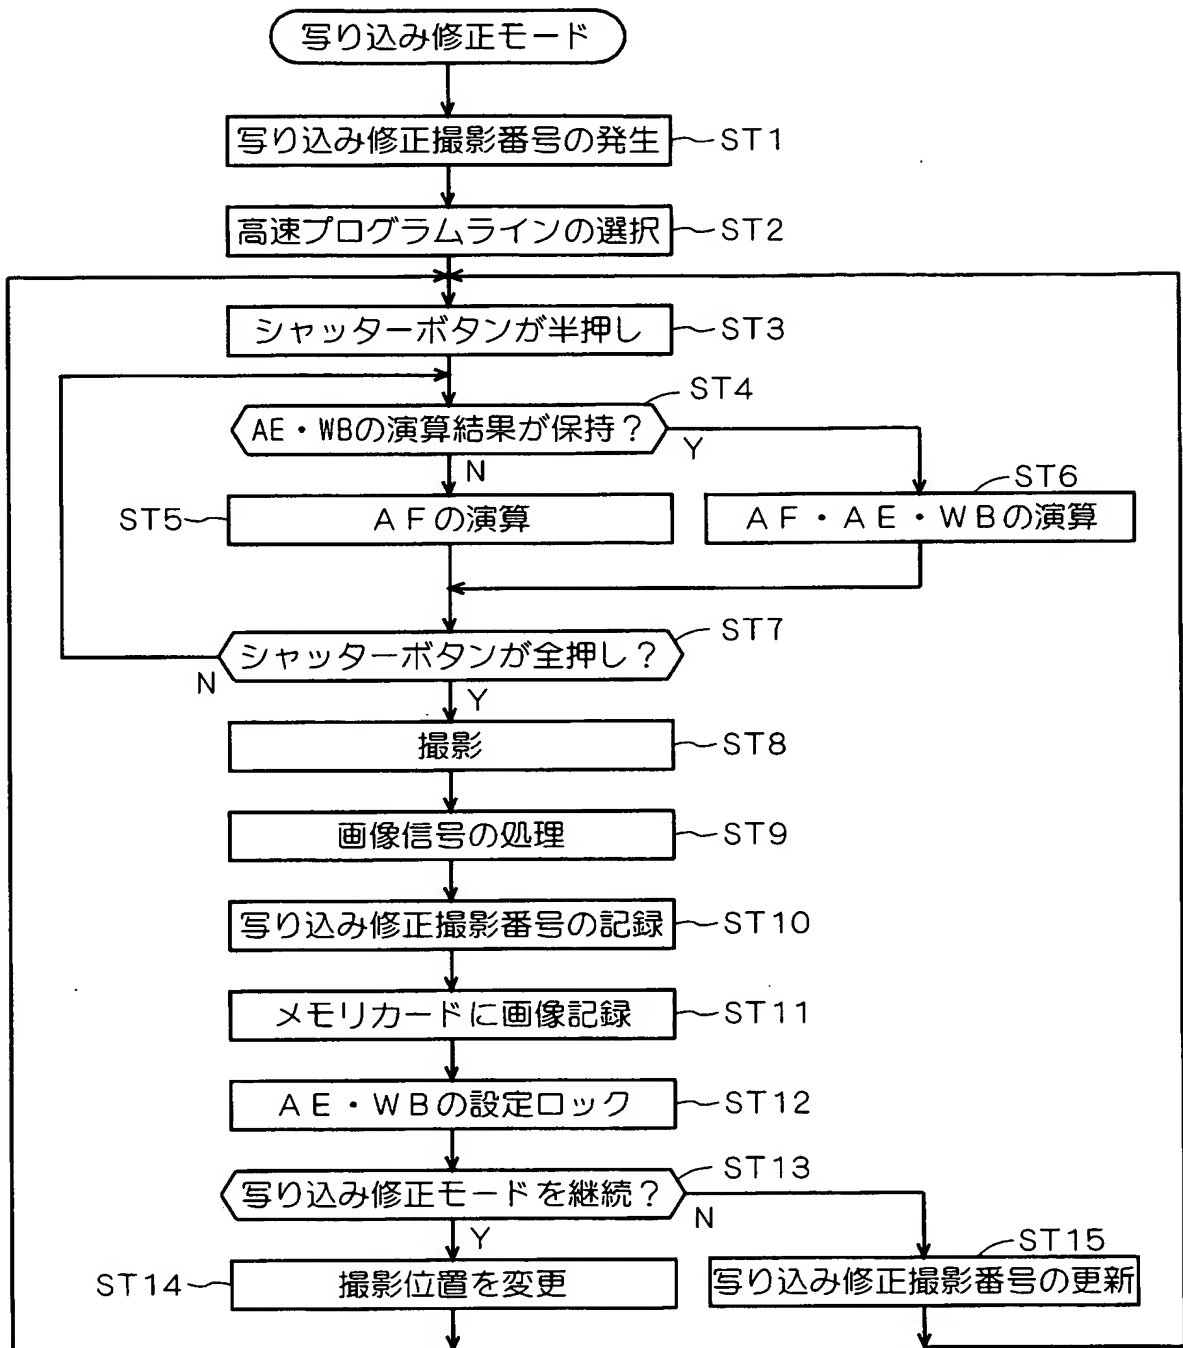 写り込み修正モード
写り込み修正撮影番号の発生 ST1
高速プログラムラインの選択 ST2
シャッターボタンが半押し ST3
ST4
AE・WBの演算結果が保持？
Y
N
ST6
ST5 AFの演算
AF・AE・WBの演算
ST7
シャッターボタンが全押し？
N
Y
撮影 ST8
画像信号の処理 ST9
写り込み修正撮影番号の記録 ST10
メモリカードに画像記録 ST11
AE・WBの設定ロック ST12
ST13
写り込み修正モードを継続？
N
Y
ST15
ST14 撮影位置を変更
写り込み修正撮影番号の更新